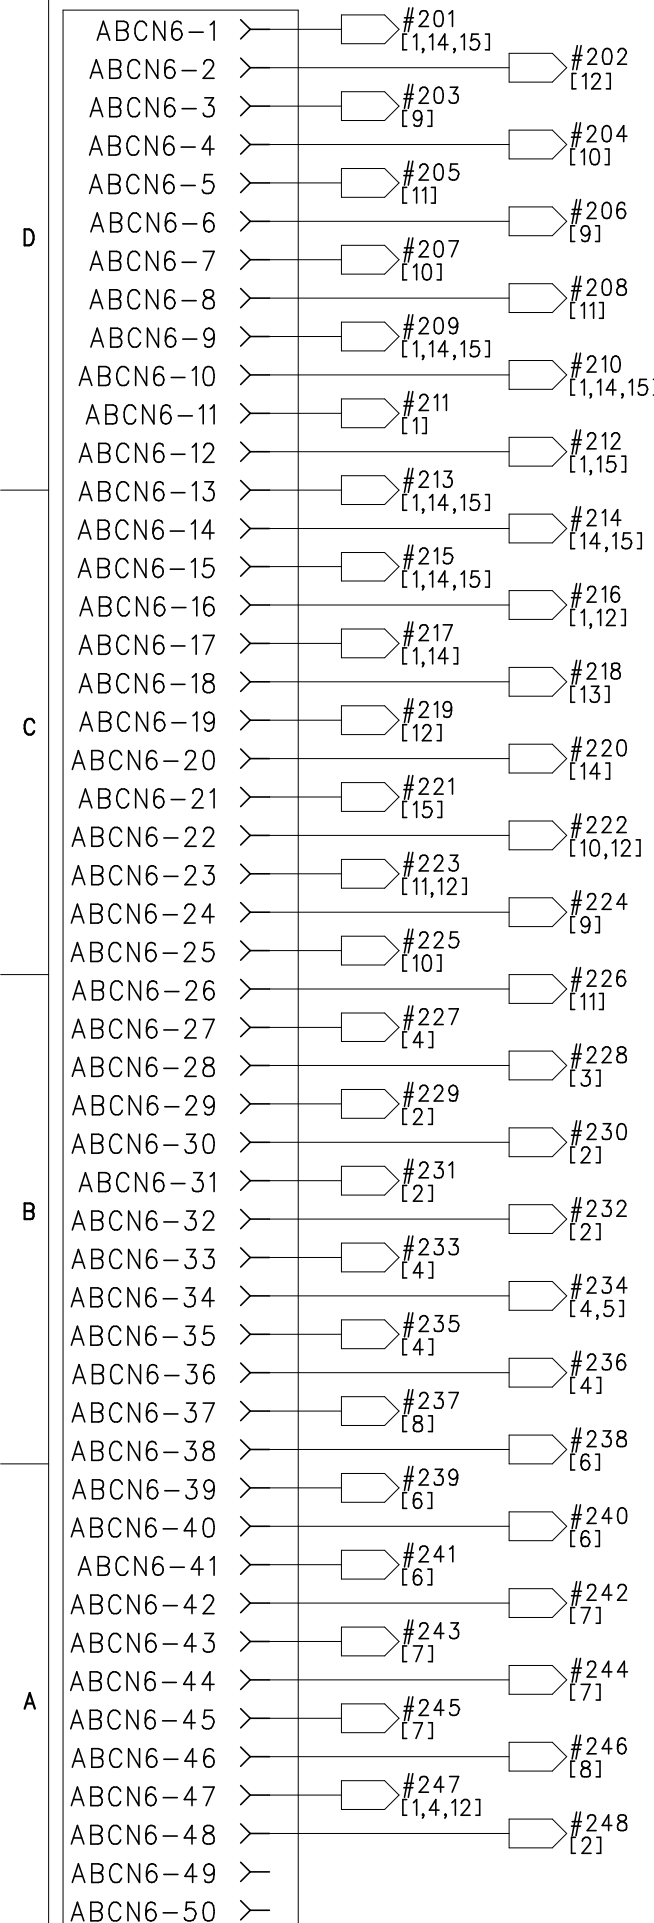 ABCN6-1 #201
[1,14,15]
ABCN6-2 #202
[12]
ABCN6-3 #203
[9]
ABCN6-4 #204
[10]
ABCN6-5 #205
[11]
ABCN6-6 #206
[9]
D
ABCN6-7 #207
[10]
ABCN6-8 #208
[11]
ABCN6-9 #209
[1,14,15]
ABCN6-10 #210
[1,14,15]
ABCN6-11 #211
[1]
ABCN6-12 #212
[1,15]
ABCN6-13 #213
[1,14,15]
ABCN6-14 #214
[14,15]
ABCN6-15 #215
[1,14,15]
ABCN6-16 #216
[1,12]
ABCN6-17 #217
[1,14]
ABCN6-18 #218
[13]
ABCN6-19 #219
[12]
C
ABCN6-20 #220
[14]
ABCN6-21 #221
[15]
ABCN6-22 #222
[10,12]
ABCN6-23 #223
[11,12]
ABCN6-24 #224
[9]
ABCN6-25 #225
[10]
ABCN6-26 #226
[11]
ABCN6-27 #227
[4]
ABCN6-28 #228
[3]
ABCN6-29 #229
[2]
ABCN6-30 #230
[2]
ABCN6-31 #231
[2]
B
ABCN6-32 #232
[2]
ABCN6-33 #233
[4]
ABCN6-34 #234
[4,5]
ABCN6-35 #235
[4]
ABCN6-36 #236
[4]
ABCN6-37 #237
[8]
ABCN6-38 #238
[6]
ABCN6-39 #239
[6]
ABCN6-40 #240
[6]
ABCN6-41 #241
[6]
ABCN6-42 #242
[7]
ABCN6-43 #243
[7]
ABCN6-44 #244
[7]
A
ABCN6-45 #245
[7]
ABCN6-46 #246
[8]
ABCN6-47 #247
[1,4,12]
ABCN6-48 #248
[2]
ABCN6-49
ABCN6-50